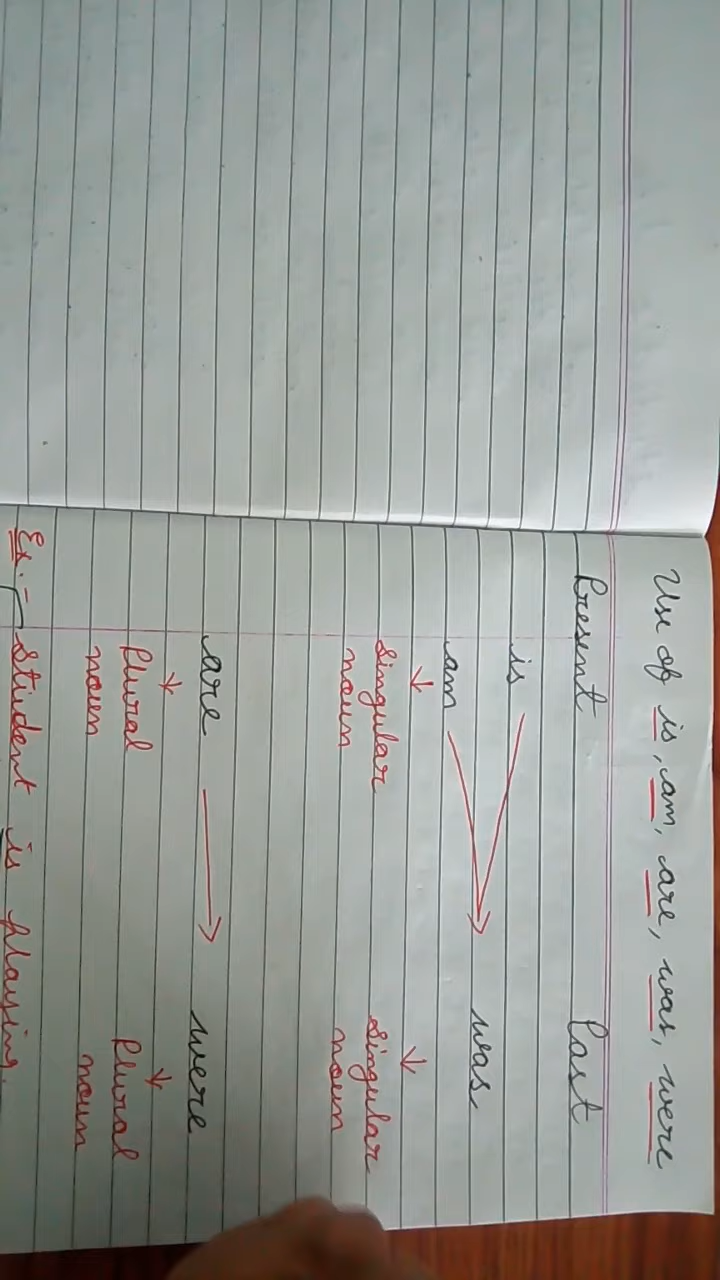 Use of is, am, are, was, were
Present Past
is
am was
↓ ↓
Singular Singular
noun noun
are → were
↓ ↓
Plural Plural
noun noun
Ex:- Student is playing.